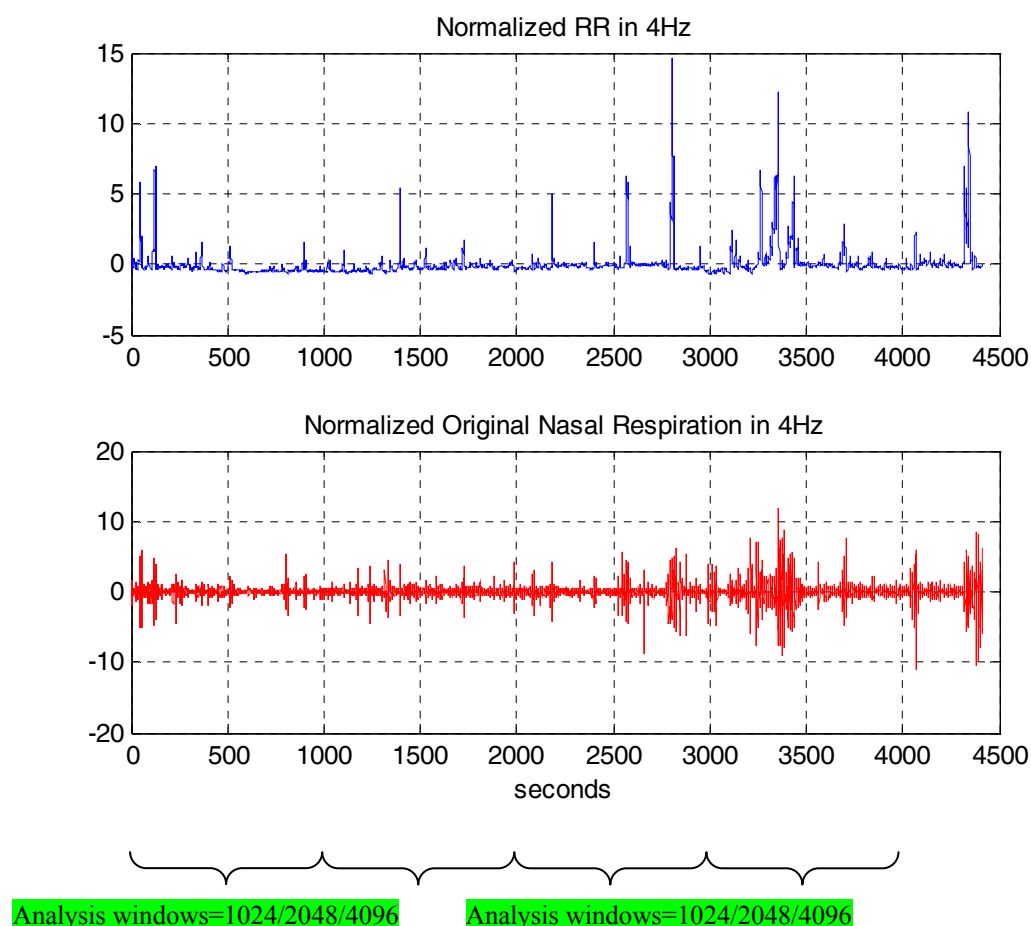 Normalized RR in 4Hz
15
10
5
0
-5
0 500 1000 1500 2000 2500 3000 3500 4000 4500
Normalized Original Nasal Respiration in 4Hz
20
10
0
-10
-20
0 500 1000 1500 2000 2500 3000 3500 4000 4500
seconds
Analysis windows=1024/2048/4096 Analysis windows=1024/2048/4096